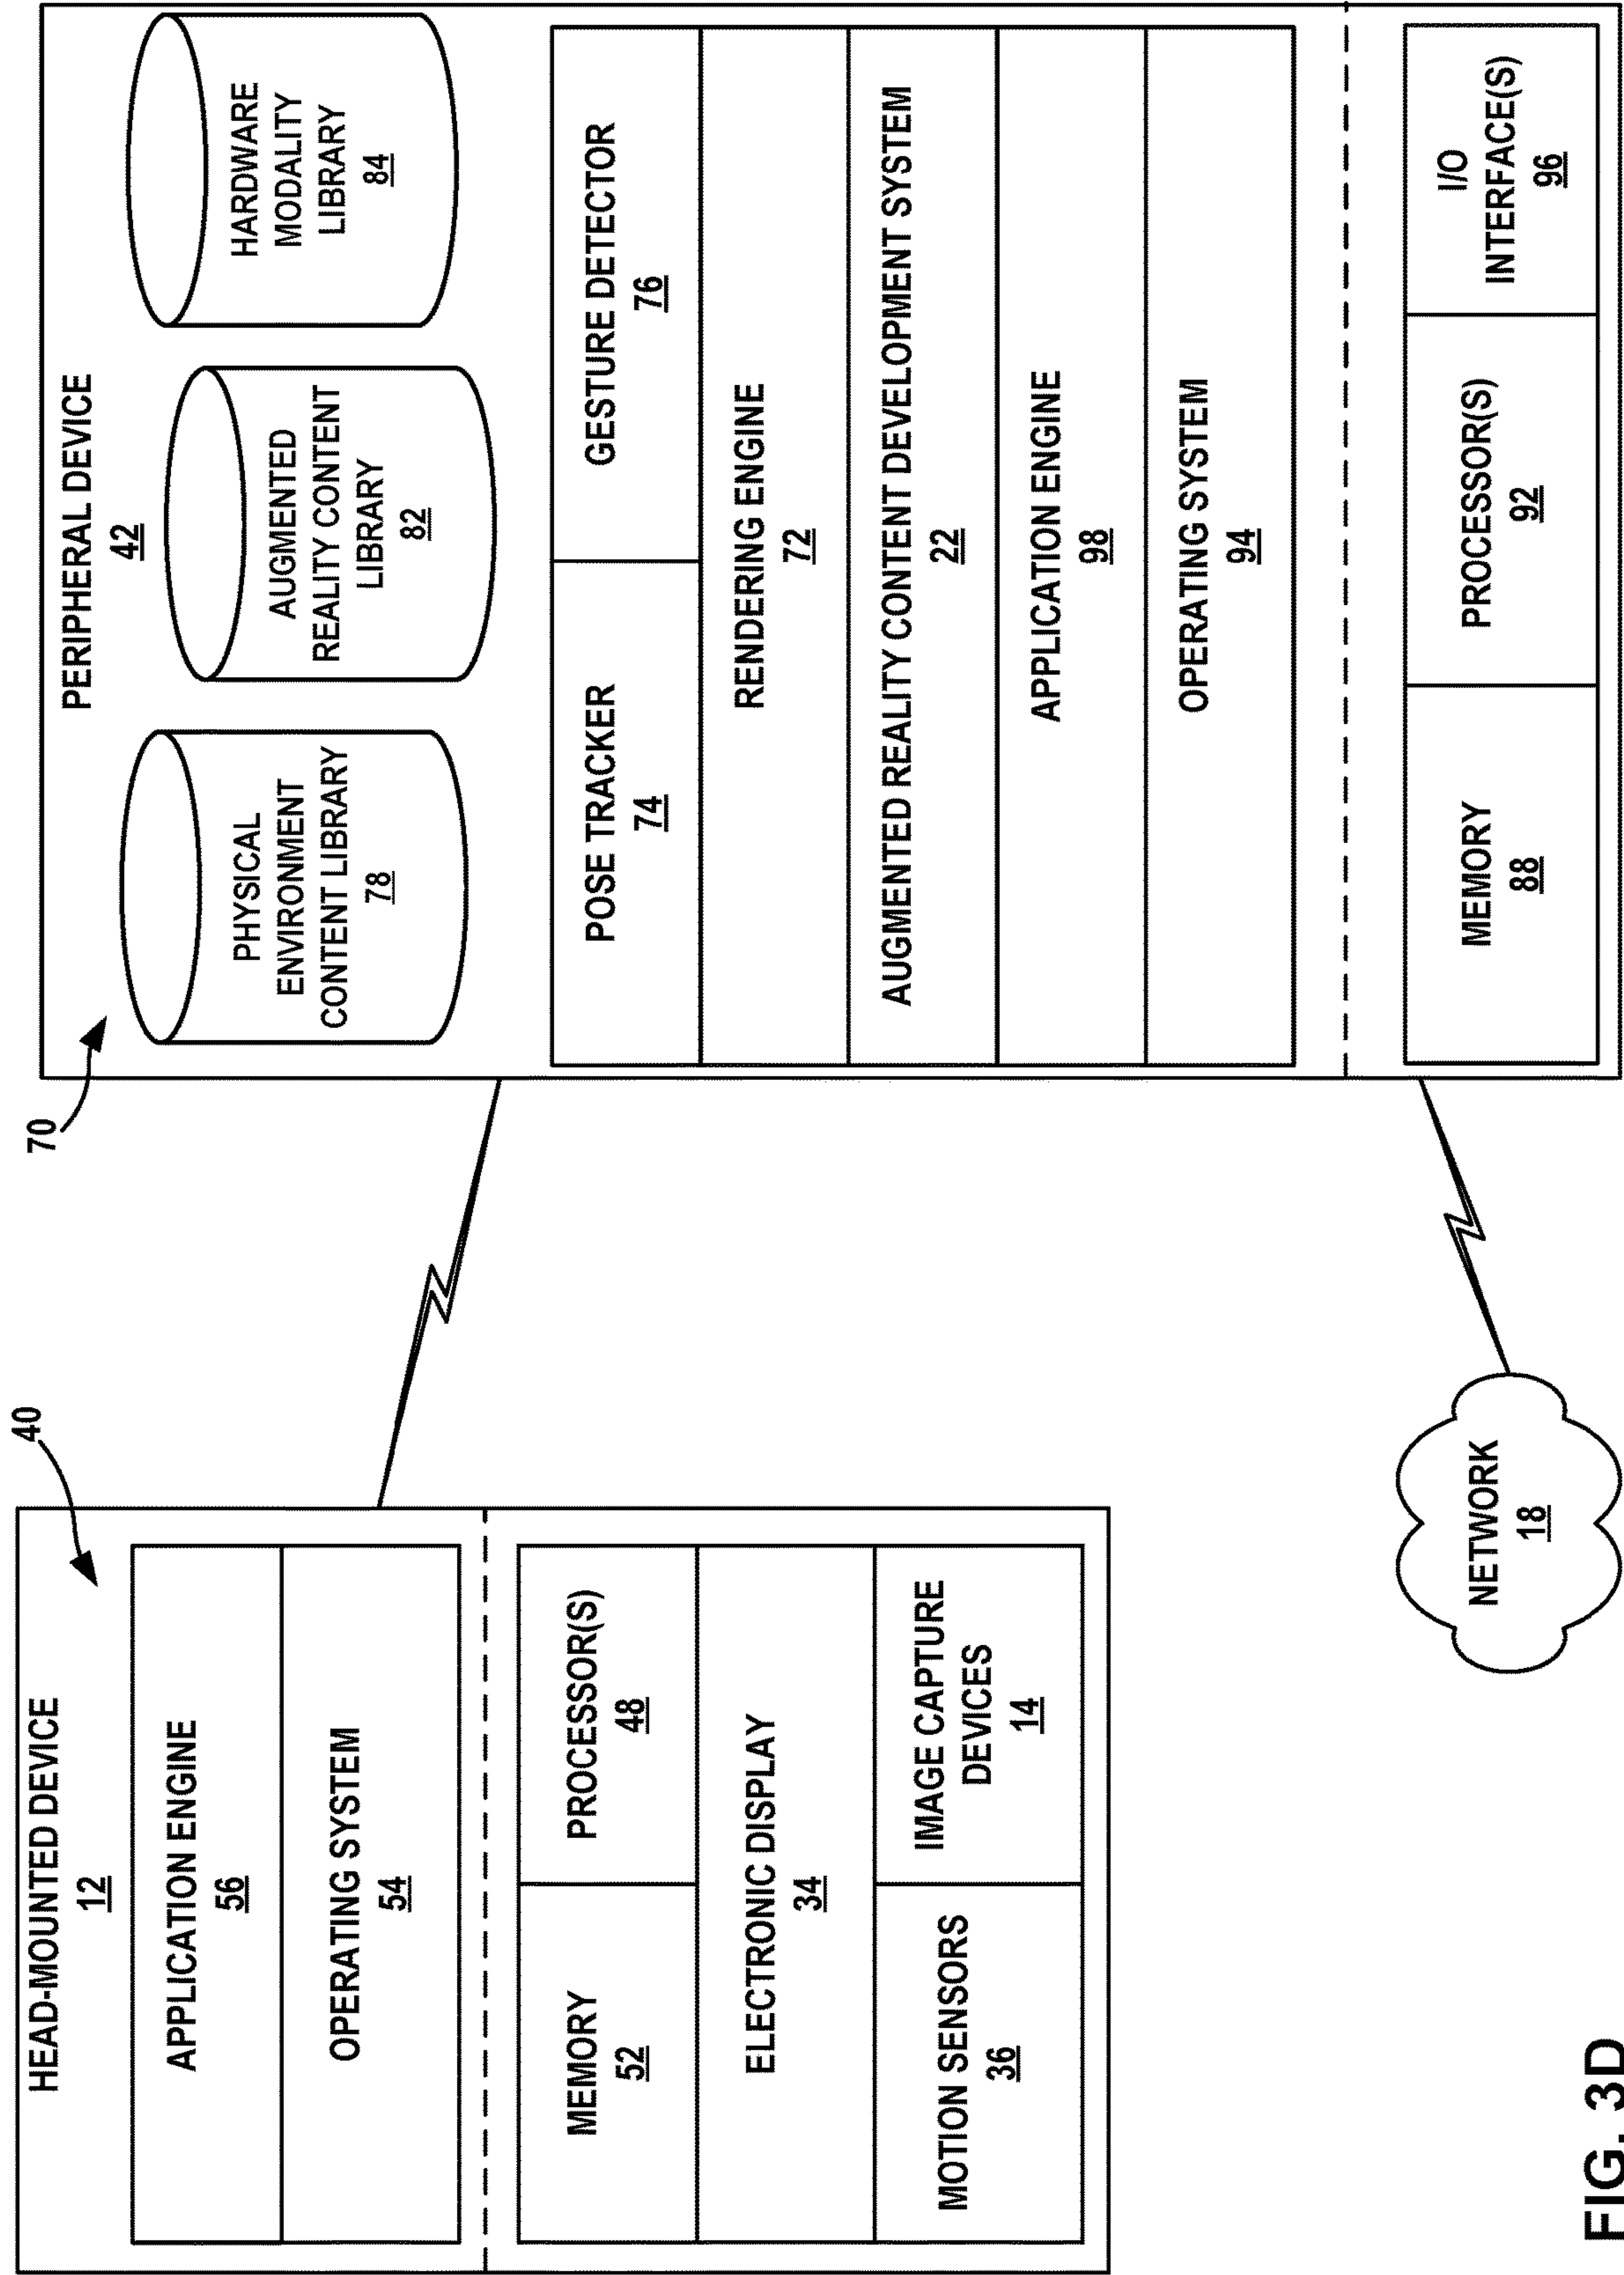 40
HEAD-MOUNTED DEVICE
12
APPLICATION ENGINE
56
OPERATING SYSTEM
54
MEMORY
52
PROCESSOR(S)
48
ELECTRONIC DISPLAY
34
MOTION SENSORS
36
IMAGE CAPTURE
DEVICES
14
70
PERIPHERAL DEVICE
42
PHYSICAL
ENVIRONMENT
CONTENT LIBRARY
78
AUGMENTED
REALITY CONTENT
LIBRARY
82
HARDWARE
MODALITY
LIBRARY
84
POSE TRACKER
74
GESTURE DETECTOR
76
RENDERING ENGINE
72
AUGMENTED REALITY CONTENT DEVELOPMENT SYSTEM
22
APPLICATION ENGINE
98
OPERATING SYSTEM
94
MEMORY
88
PROCESSOR(S)
92
I/O
INTERFACE(S)
96
NETWORK
18
FIG. 3D